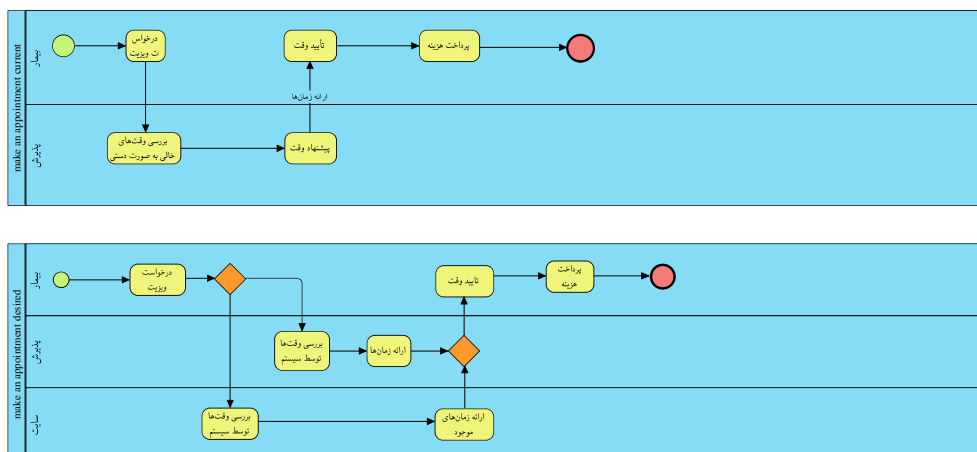 make an appointment current
بیمار
درخواس
ت ویزیت
تأیید وقت
پرداخت هزینه
ارائه زمان‌ها
پذیرش
بررسی وقت‌های
خالی به صورت دستی
پیشنهاد وقت
make an appointment desired
بیمار
درخواست
ویزیت
تایید وقت
پرداخت
هزینه
پذیرش
بررسی وقت‌ها
توسط سیستم
ارائه زمان‌ها
سایت
بررسی وقت‌ها
توسط سیستم
ارائه زمان‌های
موجود